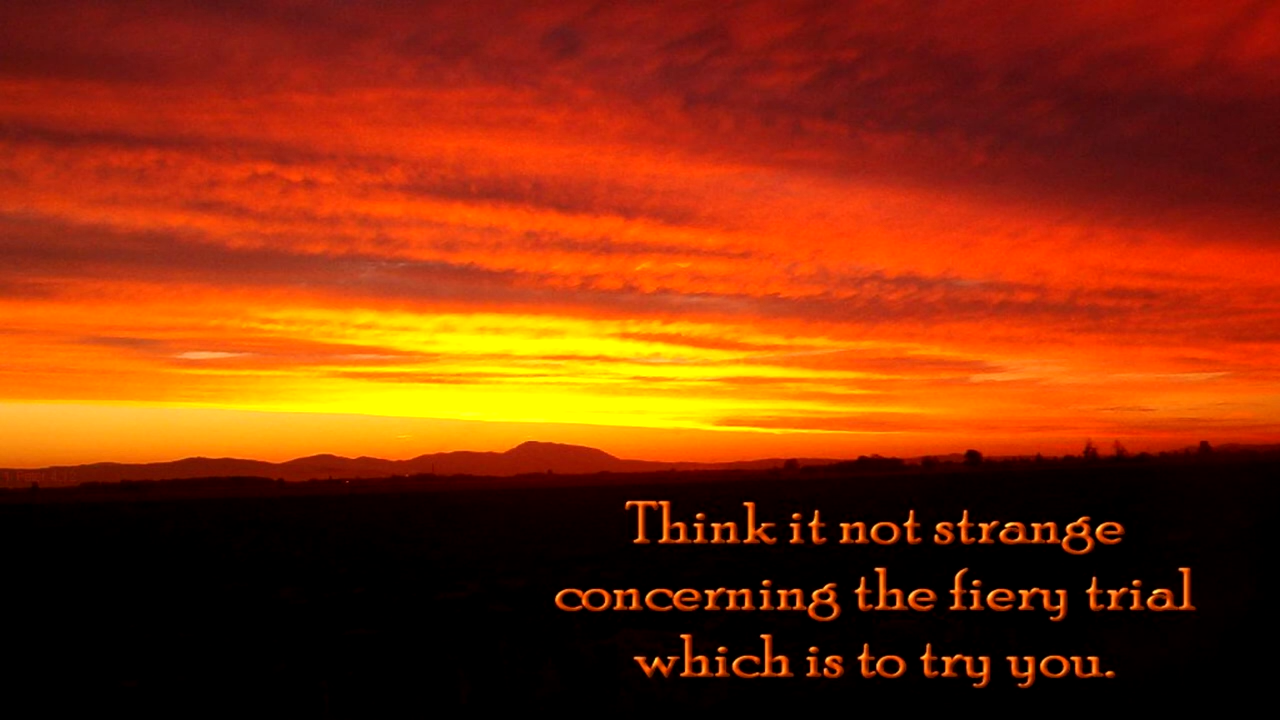 Think it not strange
concerning the fiery trial
which is to try you.